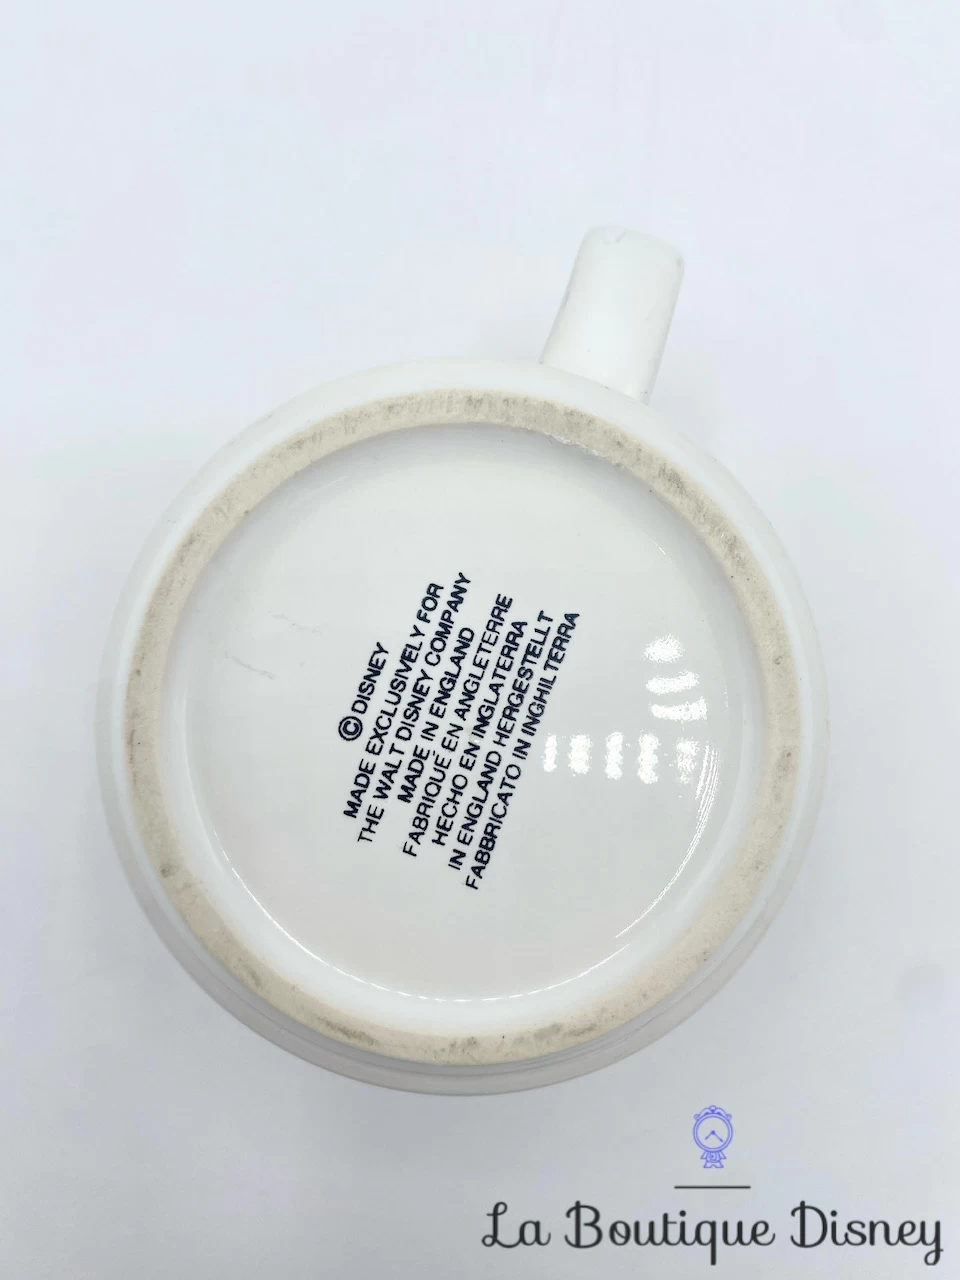 © DISNEY
MADE EXCLUSIVELY FOR
THE WALT DISNEY COMPANY
MADE IN ENGLAND
FABRIQUÉ EN ANGLETERRE
HECHO EN INGLATERRA
IN ENGLAND HERGESTELLT
FABBRICATO IN INGHILTERRA
La Boutique Disney